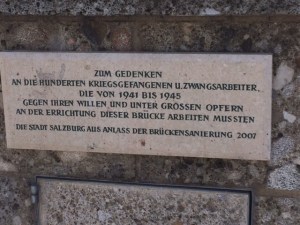 ZUM GEDENKEN
AN DIE HUNDERTEN KRIEGSGEFANGENEN U. ZWANGSARBEITER,
DIE VON 1941 BIS 1945
GEGEN IHREN WILLEN UND UNTER GROSSEN OPFERN
AN DER ERRICHTUNG DIESER BRÜCKE ARBEITEN MUSSTEN
DIE STADT SALZBURG AUS ANLASS DER BRÜCKENSANIERUNG 2007